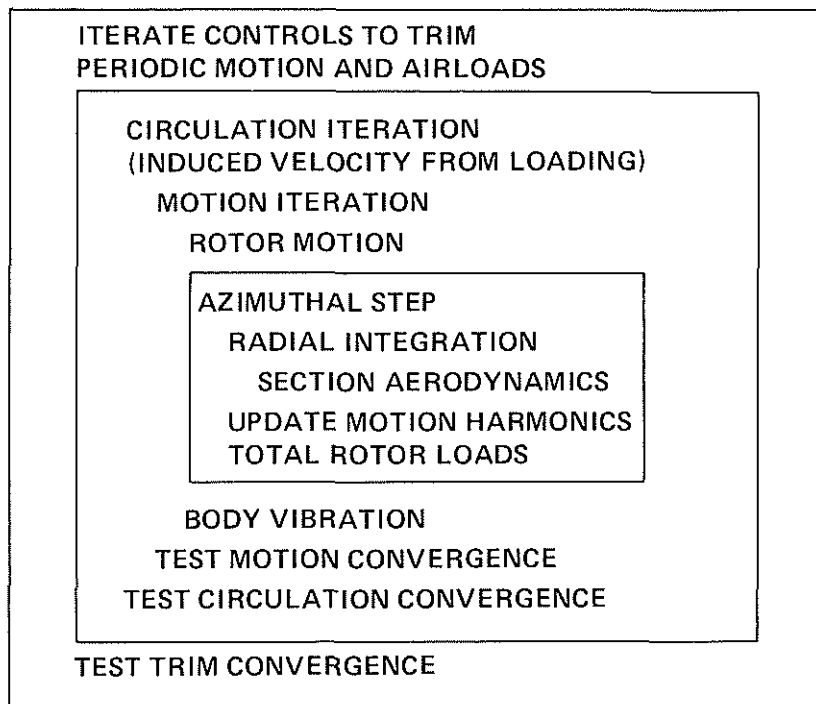 ITERATE CONTROLS TO TRIM
PERIODIC MOTION AND AIRLOADS
CIRCULATION ITERATION
(INDUCED VELOCITY FROM LOADING)
MOTION ITERATION
ROTOR MOTION
AZIMUTHAL STEP
RADIAL INTEGRATION
SECTION AERODYNAMICS
UPDATE MOTION HARMONICS
TOTAL ROTOR LOADS
BODY VIBRATION
TEST MOTION CONVERGENCE
TEST CIRCULATION CONVERGENCE
TEST TRIM CONVERGENCE